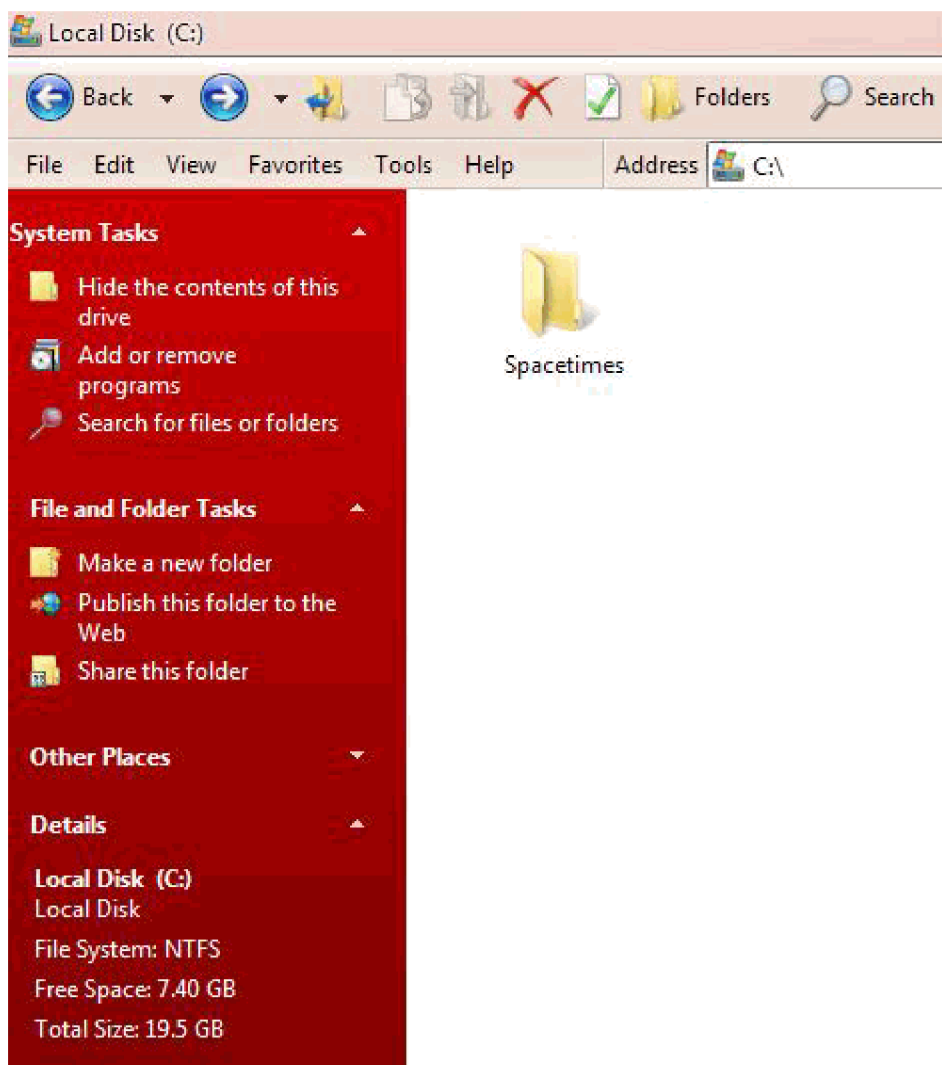 Local Disk (C:)
Back Folders Search
File Edit View Favorites Tools Help Address C:\
System Tasks
Hide the contents of this
drive
Add or remove
programs
Search for files or folders
File and Folder Tasks
Make a new folder
Publish this folder to the
Web
Share this folder
Other Places
Details
Local Disk (C:)
Local Disk
File System: NTFS
Free Space: 7.40 GB
Total Size: 19.5 GB
Spacetimes